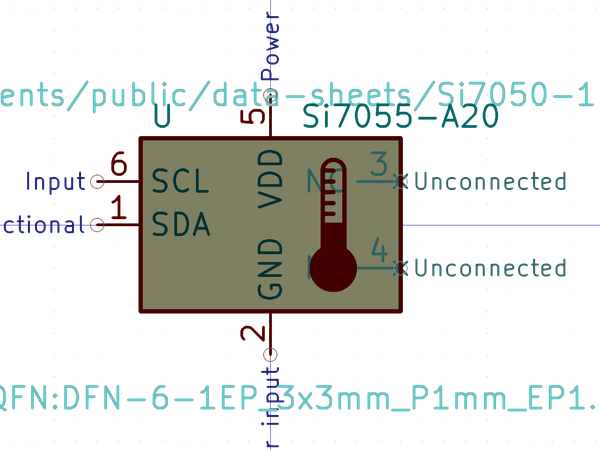 Power
ents/public/data-sheets/Si7050-1
U
Si7055-A20
5
6
3
Input
SCL
VDD
NC
Unconnected
1
ctional
SDA
4
GND
Unconnected
2
QFN:DFN-6-1EP_3x3mm_P1mm_EP1.
r input